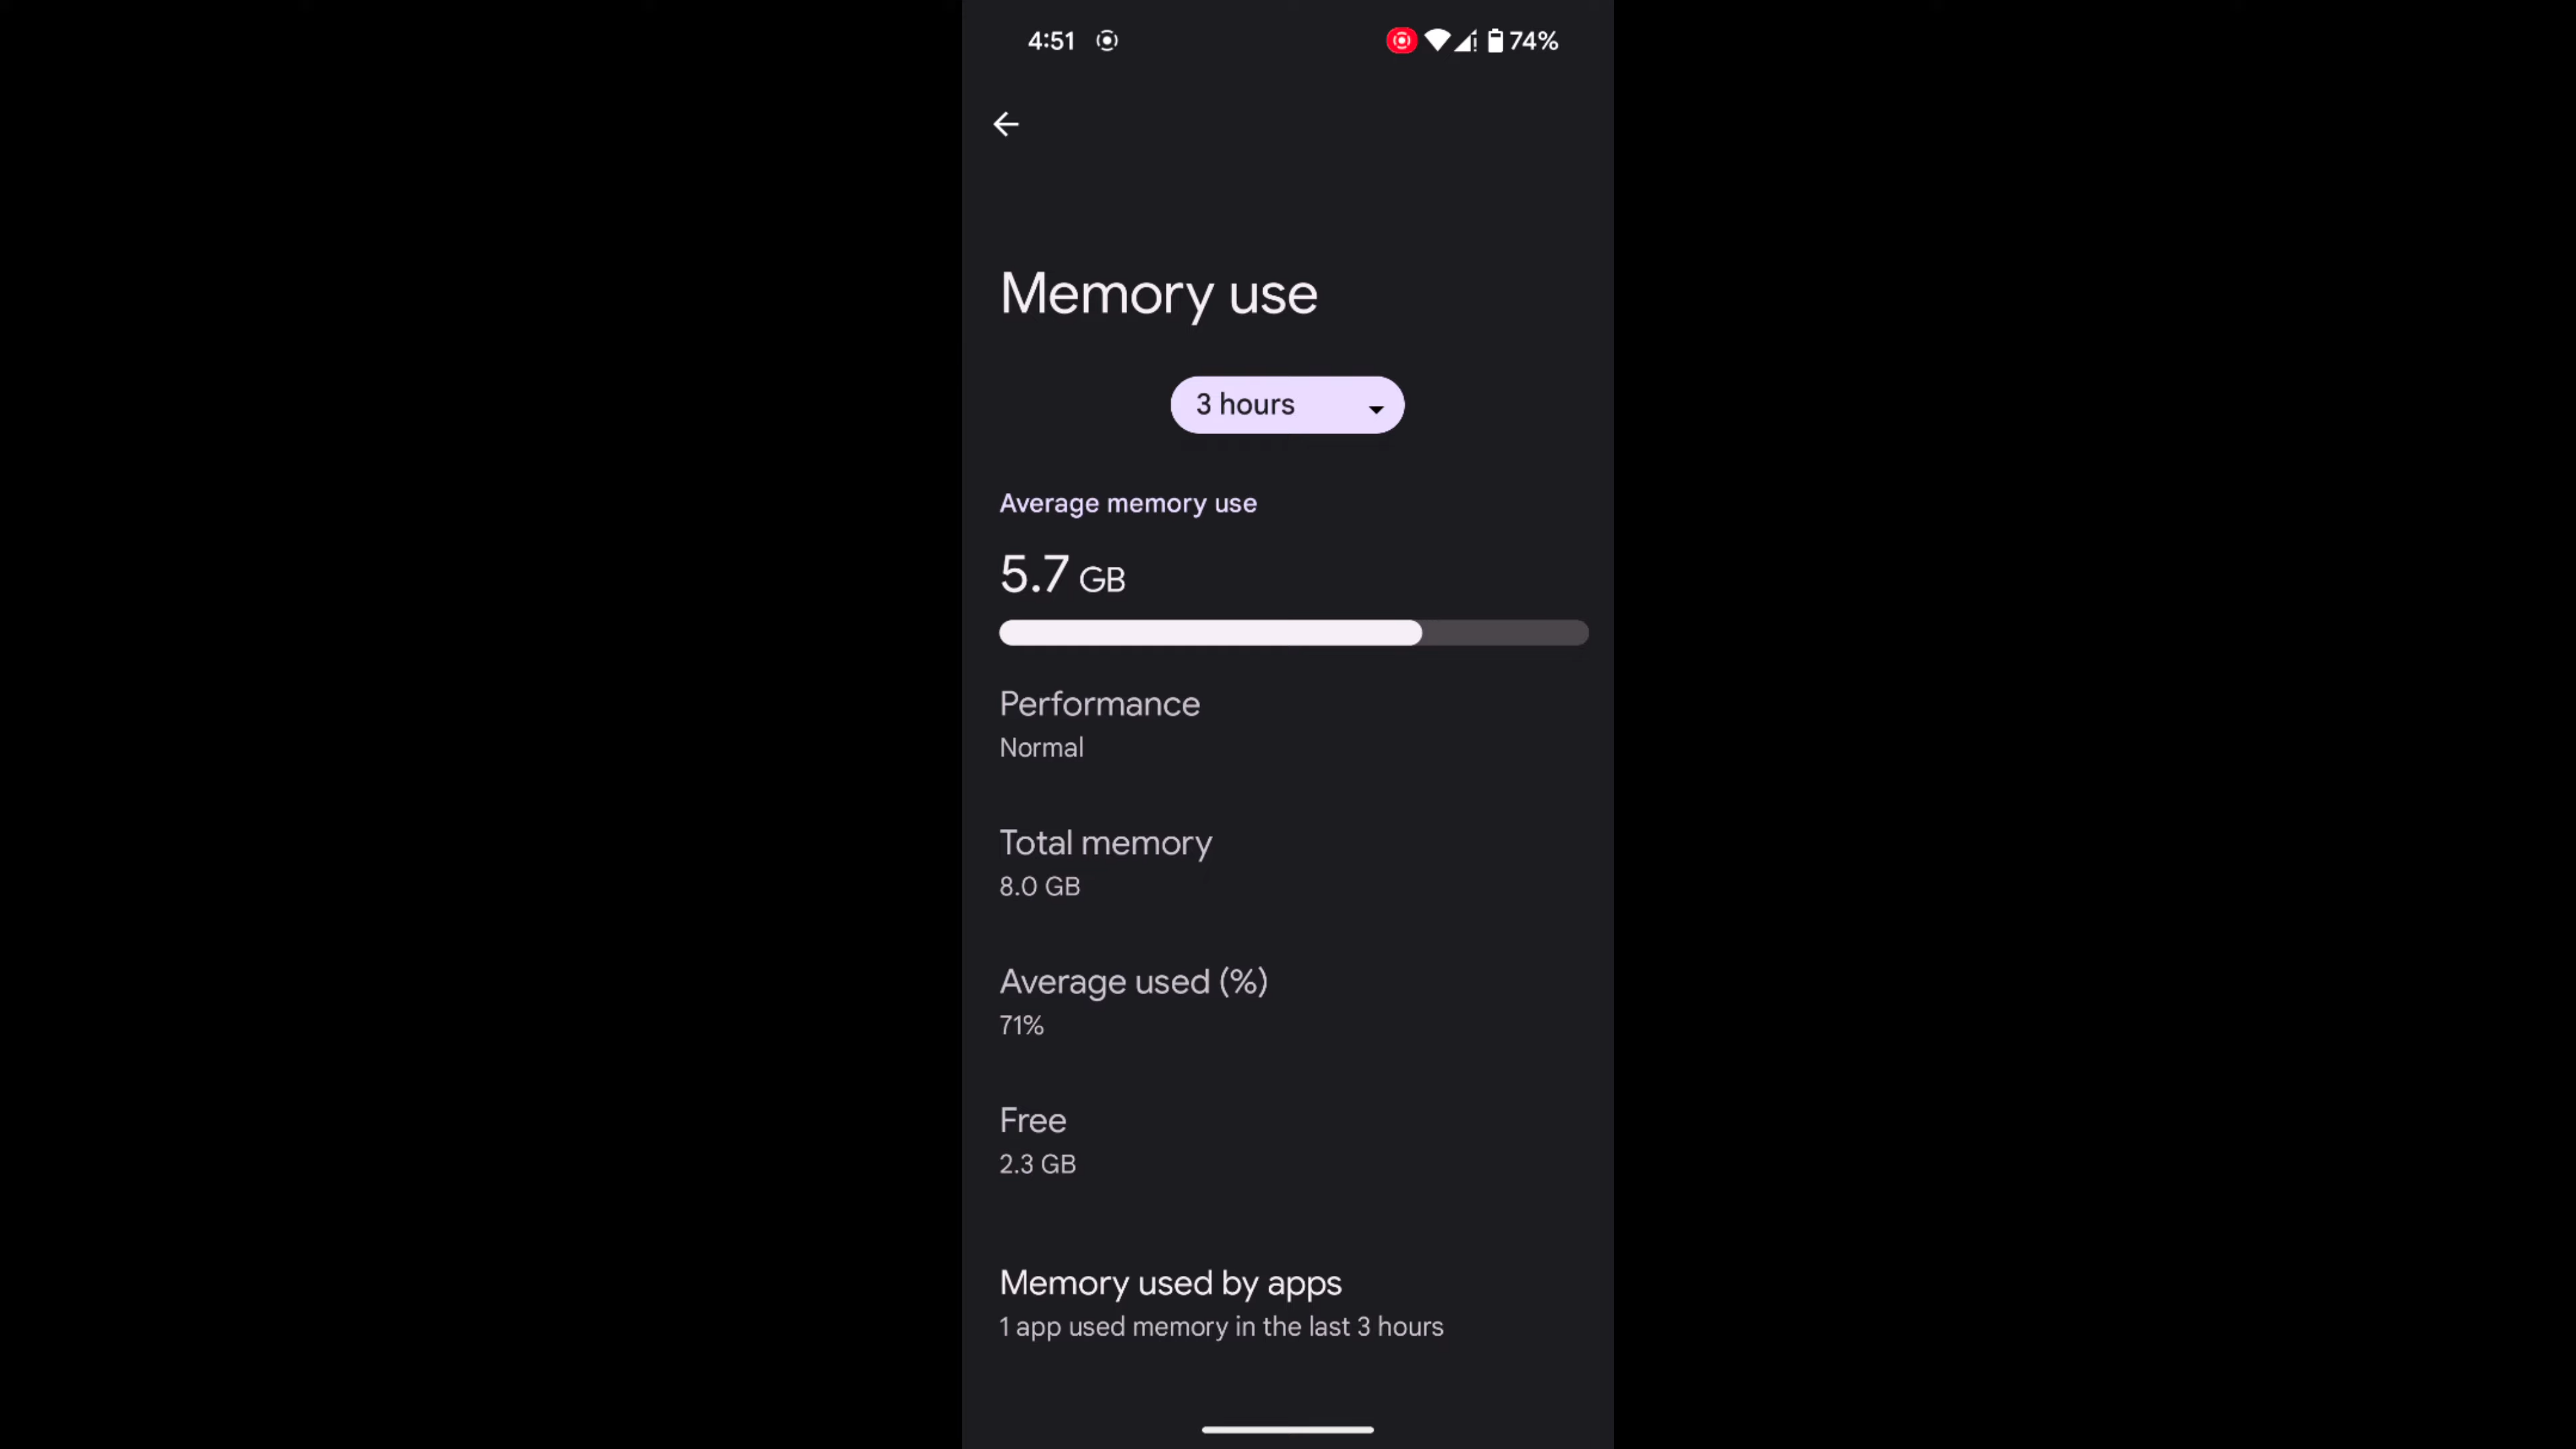 4:51 74%
Memory use
3 hours
Average memory use
5.7 GB
Performance
Normal
Total memory
8.0 GB
Average used (%)
71%
Free
2.3 GB
Memory used by apps
1 app used memory in the last 3 hours